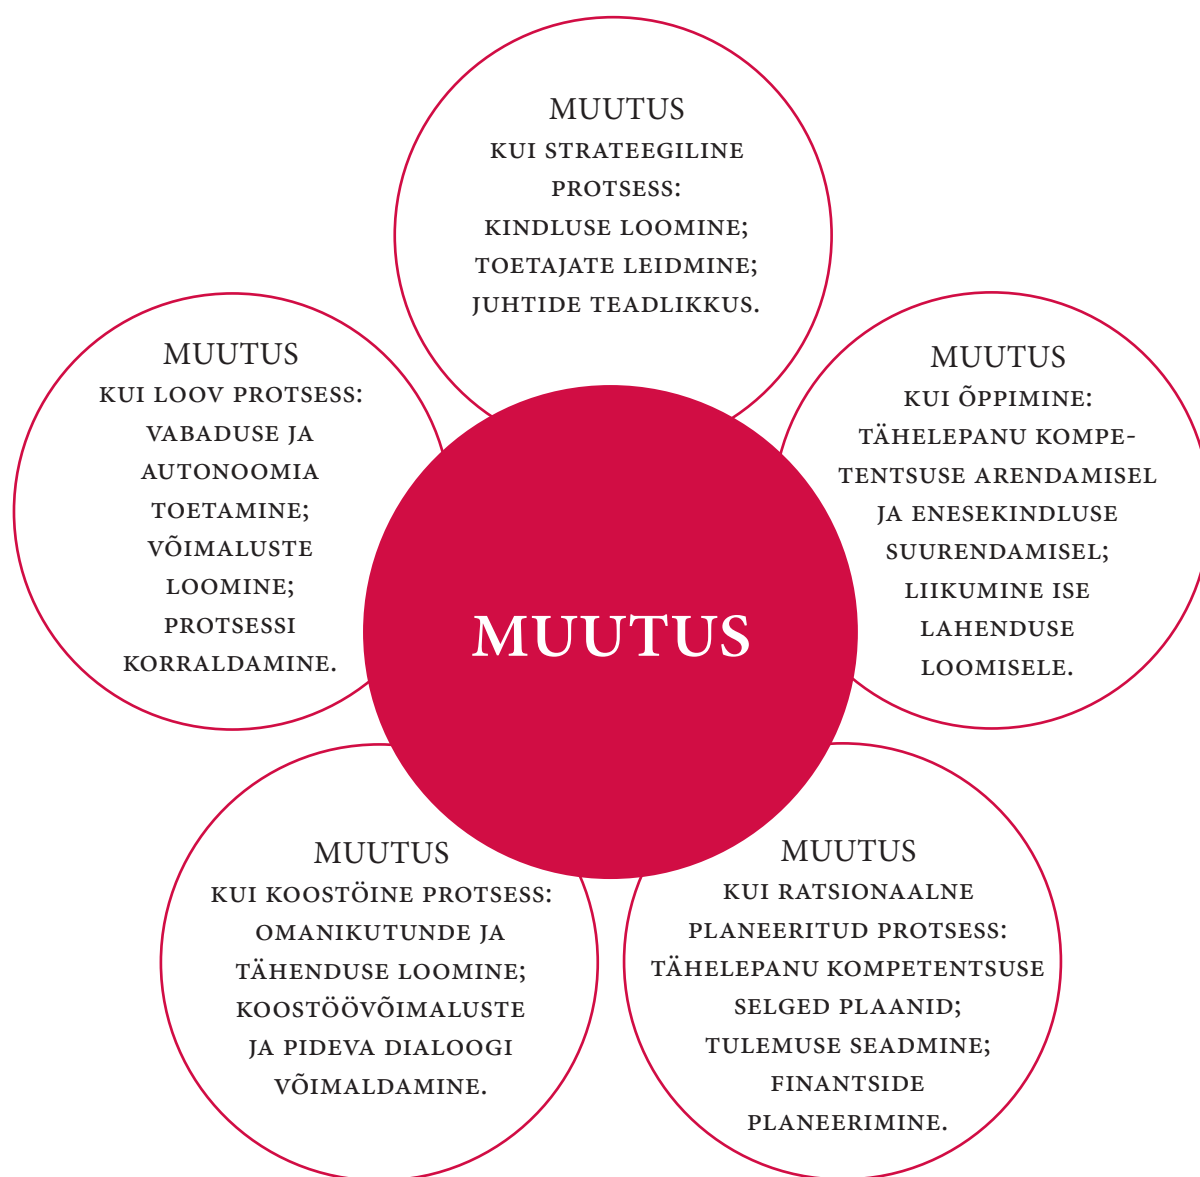 MUUTUS
KUI STRATEEGILINE
PROTSESS:
KINDLUSE LOOMINE;
TOETAJATE LEIDMINE;
JUHTIDE TEADLIKKUS.
MUUTUS
KUI LOOV PROTSESS:
VABADUSE JA
AUTONOOMIA
TOETAMINE;
VÕIMALUSTE
LOOMINE;
PROTSESSI
KORRALDAMINE.
MUUTUS
KUI ÕPPIMINE:
TÄHELEPANU KOMPE-
TENTSUSE ARENDAMISEL
JA ENESEKINDLUSE
SUURENDAMISEL;
LIIKUMINE ISE
LAHENDUSE
LOOMISELE.
MUUTUS
MUUTUS
KUI KOOSTÖINE PROTSESS:
OMANIKUTUNDE JA
TÄHENDUSE LOOMINE;
KOOSTÖÖVÕIMALUSTE
JA PIDEVA DIALOOGI
VÕIMALDAMINE.
MUUTUS
KUI RATSIONAALNE
PLANEERITUD PROTSESS:
TÄHELEPANU KOMPETENTSUSE
SELGED PLAANID;
TULEMUSE SEADMINE;
FINANTSIDE
PLANEERIMINE.